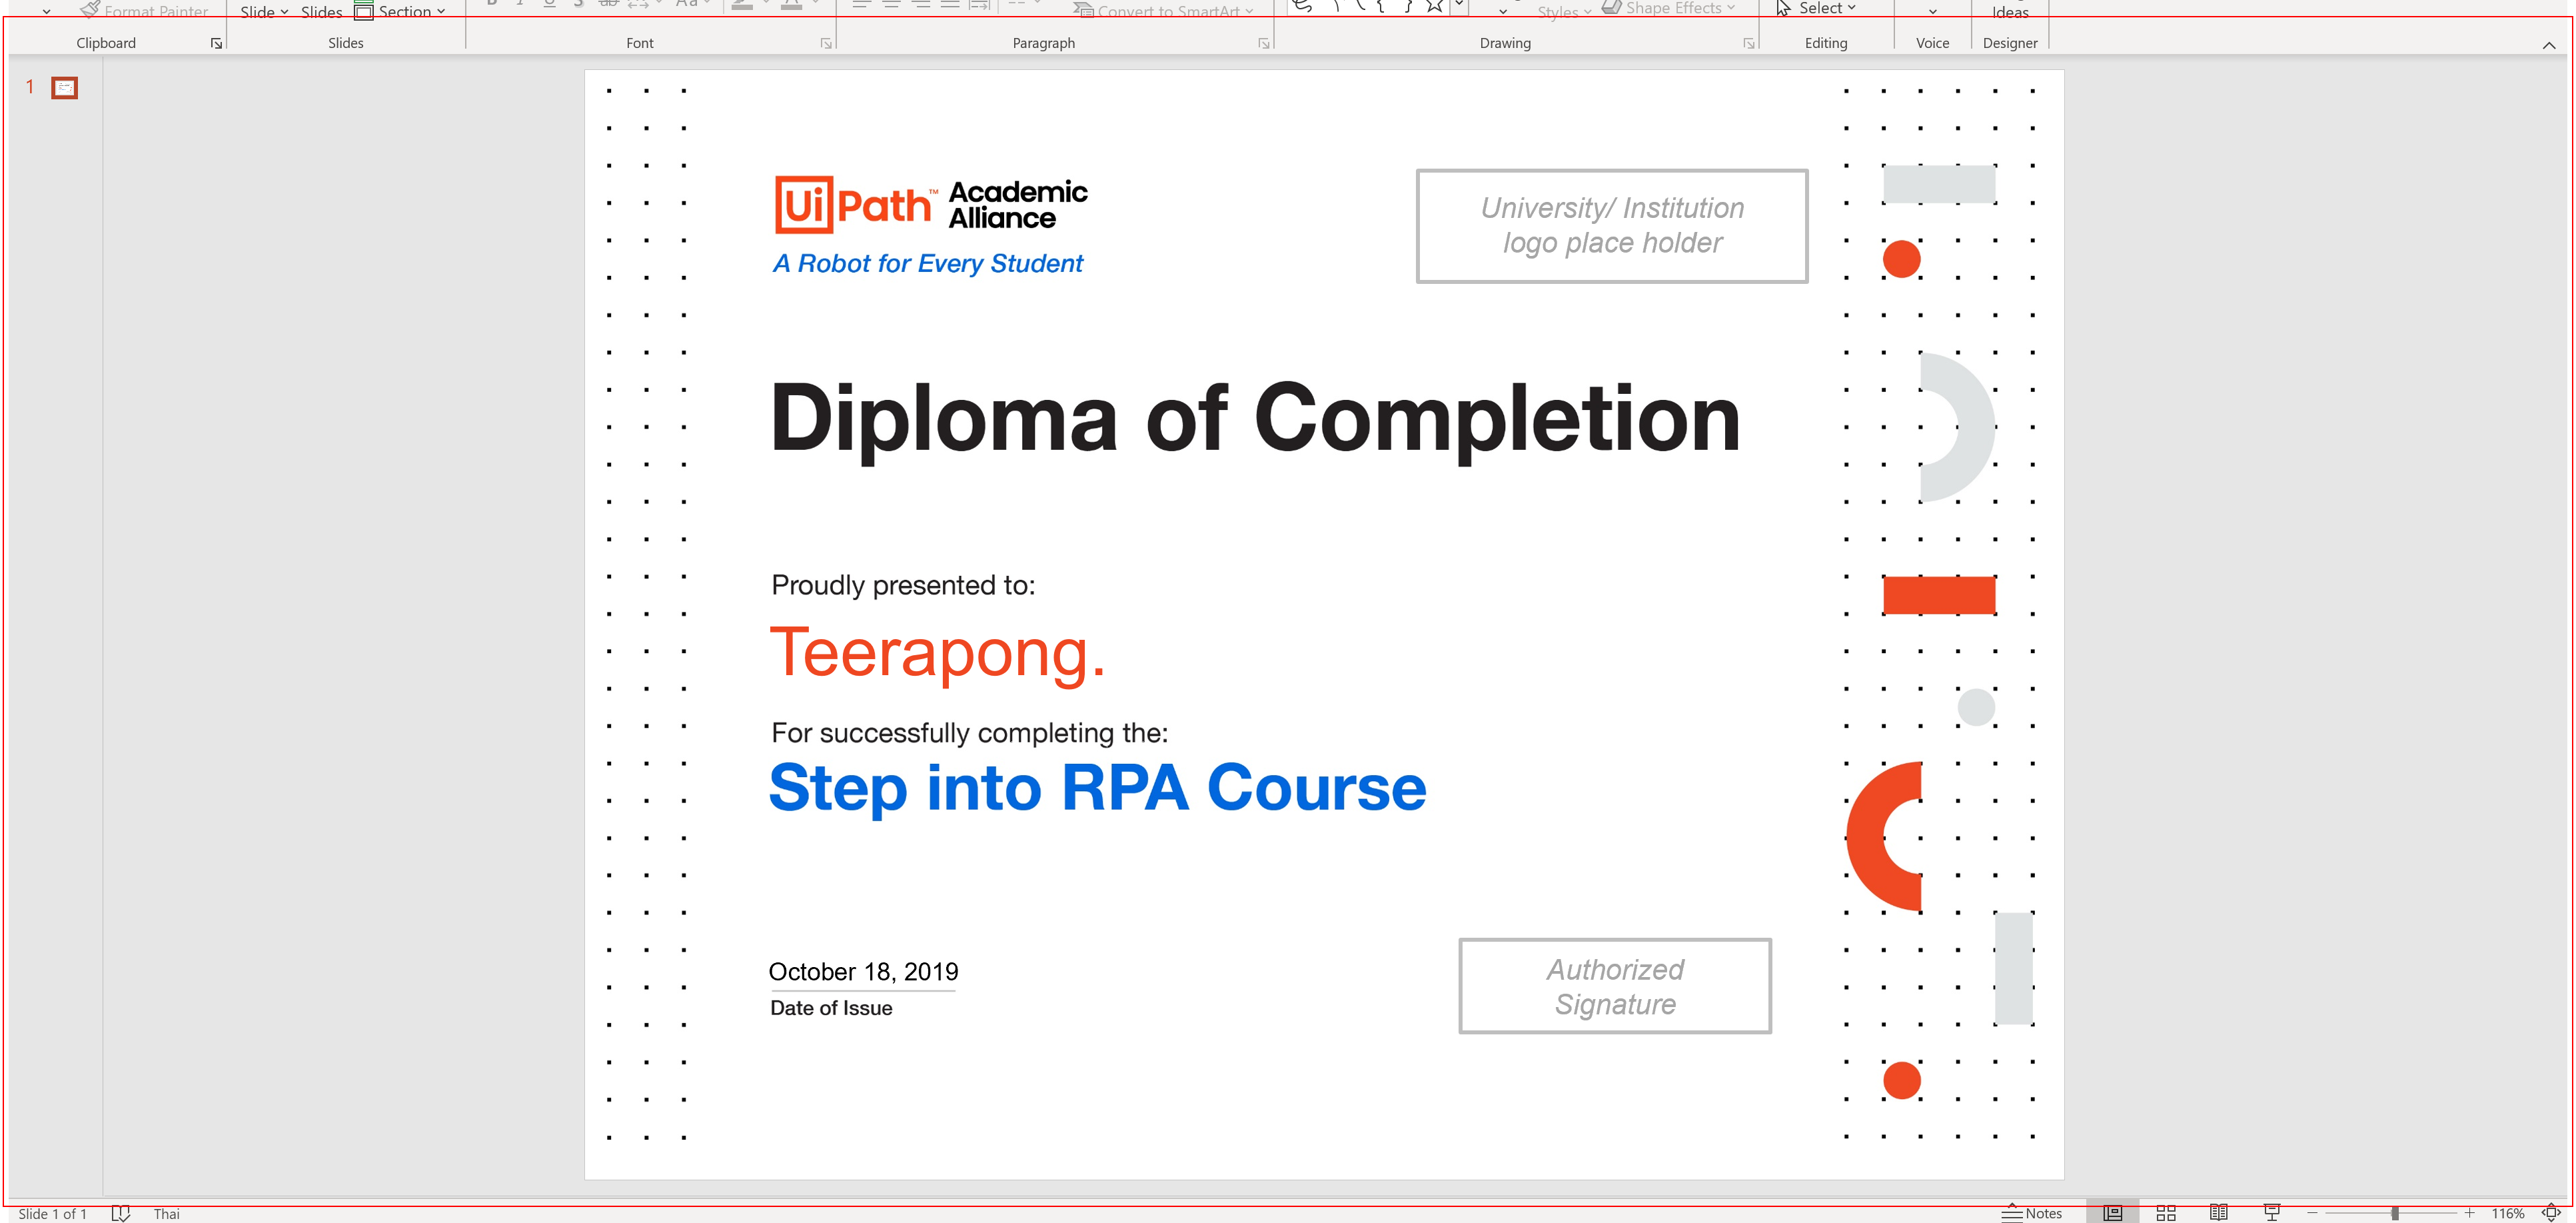 Format Painter
Slide
Slides
Section
B I U S ab Aa A
Convert to SmartArt
Styles
Shape Effects
Select
Ideas
Clipboard
Slides
Font
Paragraph
Drawing
Editing
Voice
Designer
1
UiPath™ Academic
Alliance
A Robot for Every Student
University/ Institution
logo place holder
Diploma of Completion
Proudly presented to:
Teerapong.
For successfully completing the:
Step into RPA Course
October 18, 2019
Date of Issue
Authorized
Signature
Slide 1 of 1
Thai
Notes
116%